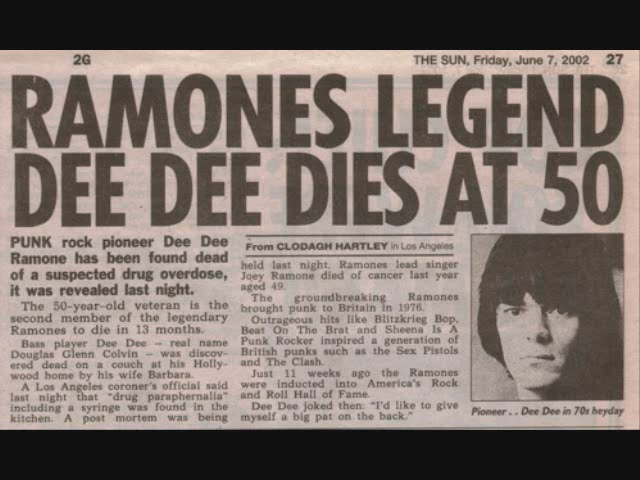 2G
THE SUN, Friday, June 7, 2002 27
RAMONES LEGEND
DEE DEE DIES AT 50
PUNK rock pioneer Dee Dee
Ramone has been found dead
of a suspected drug overdose,
it was revealed last night.
The 50-year-old veteran is the
second member of the legendary
Ramones to die in 13 months.
Bass player Dee Dee – real name
Douglas Glenn Colvin – was discov-
ered dead on a couch at his Holly-
wood home by his wife Barbara.
A Los Angeles coroner's official said
last night that "drug paraphernalia"
including a syringe was found in the
kitchen. A post mortem was being
From CLODAGH HARTLEY in Los Angeles
held last night. Ramones lead singer
Joey Ramone died of cancer last year
aged 49.
The groundbreaking Ramones
brought punk to Britain in 1976.
Outrageous hits like Blitzkrieg Bop,
Beat On The Brat and Sheena Is A
Punk Rocker inspired a generation of
British punks such as the Sex Pistols
and The Clash.
Just 11 weeks ago the Ramones
were inducted into America's Rock
and Roll Hall of Fame.
Dee Dee joked then: "I'd like to give
myself a big pat on the back."
Pioneer . . Dee Dee in 70s heyday